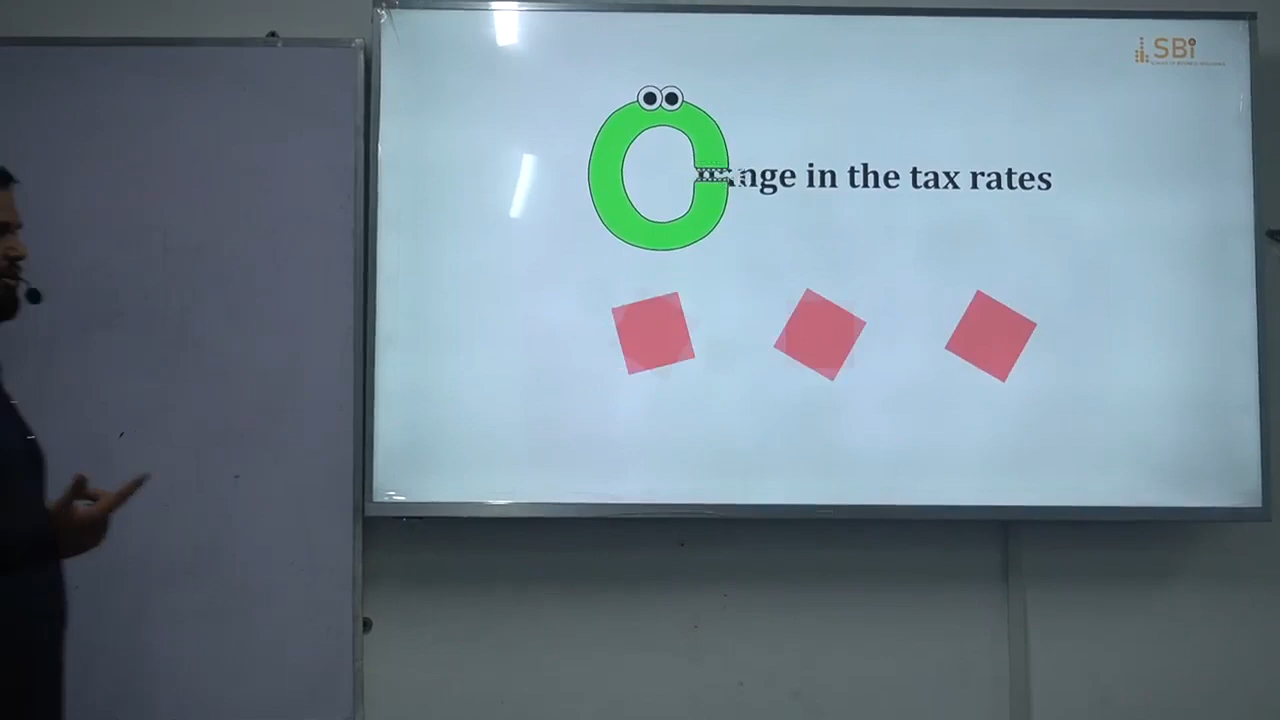 SBi
nge in the tax rates